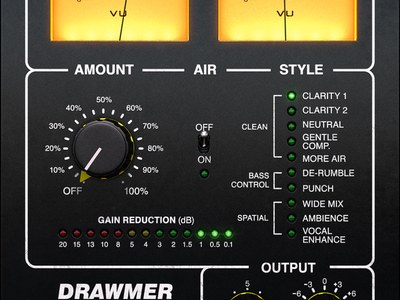 VU VU
AMOUNT AIR STYLE
50%
40% 60%
30% 70%
20% 80%
10% 90%
OFF 100%
OFF
ON
CLEAN
CLARITY 1
CLARITY 2
NEUTRAL
GENTLE
COMP.
MORE AIR
BASS
CONTROL
DE-RUMBLE
PUNCH
SPATIAL
WIDE MIX
AMBIENCE
VOCAL
ENHANCE
GAIN REDUCTION (dB)
20 15 13 10 8 5 4 3 2 1.5 1 0.5 0.1
DRAWMER
OUTPUT
5
-3 0 +3
-6 +6